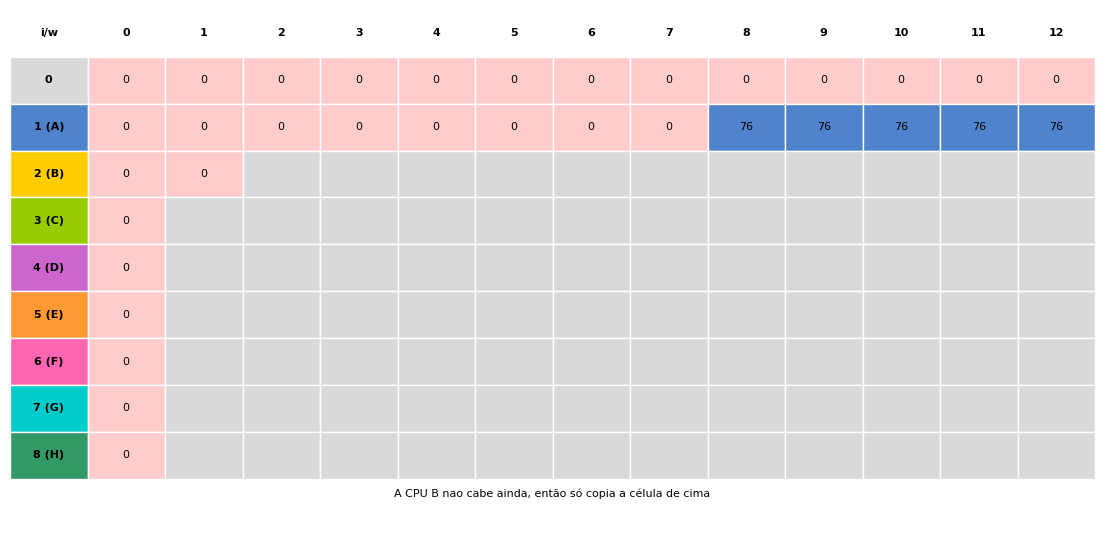 i/w 0 1 2 3 4 5 6 7 8 9 10 11 12
0 0 0 0 0 0 0 0 0 0 0 0 0 0
1 (A) 0 0 0 0 0 0 0 0 76 76 76 76 76
2 (B) 0 0
3 (C) 0
4 (D) 0
5 (E) 0
6 (F) 0
7 (G) 0
8 (H) 0
A CPU B nao cabe ainda, então só copia a célula de cima